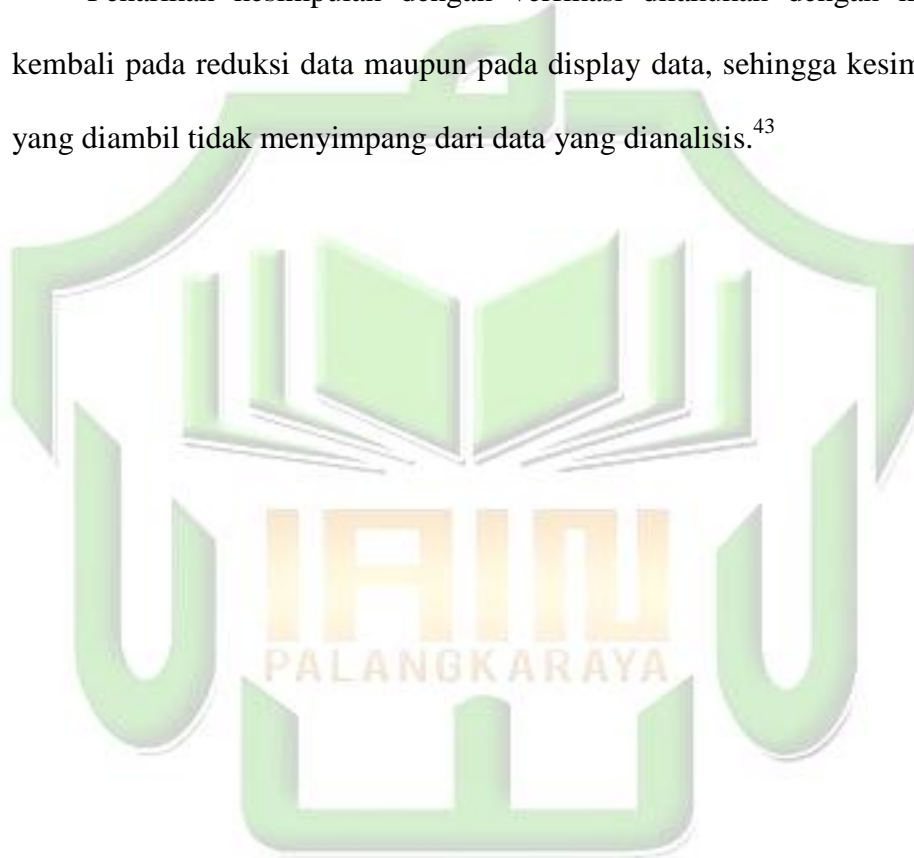 kembali pada reduksi data maupun pada display data, sehingga
yang diambil tidak menyimpang dari data yang dianalisis.43
IAIN
PALANGKARAYA